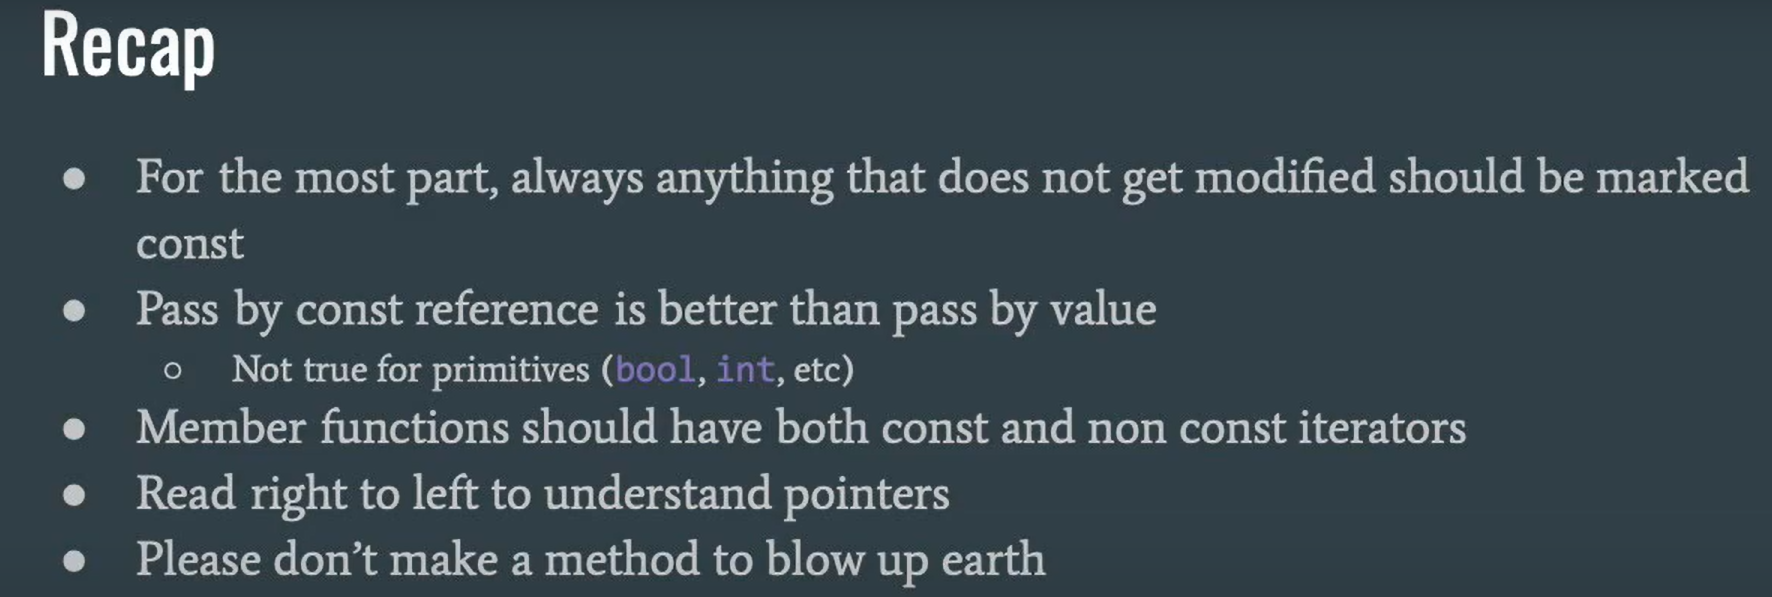 Recap
● For the most part, always anything that does not get modified should be marked
const
● Pass by const reference is better than pass by value
○ Not true for primitives (bool, int, etc)
● Member functions should have both const and non const iterators
● Read right to left to understand pointers
● Please don’t make a method to blow up earth